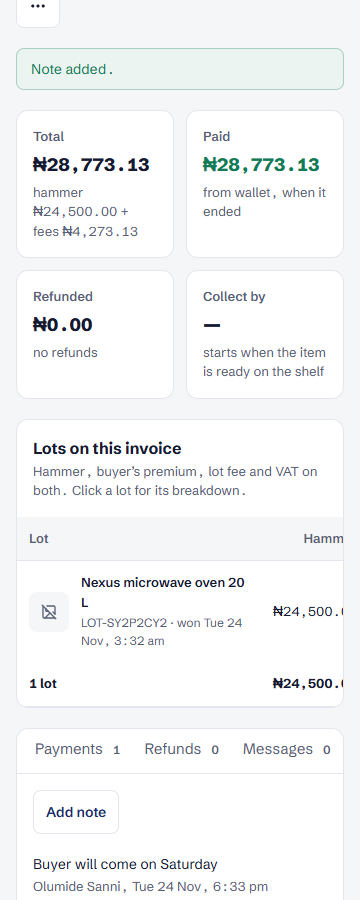 ...
Note added.
Total
₦28,773.13
hammer
₦24,500.00 +
fees ₦4,273.13
Paid
₦28,773.13
from wallet, when it
ended
Refunded
₦0.00
no refunds
Collect by
—
starts when the item
is ready on the shelf
Lots on this invoice
Hammer, buyer's premium, lot fee and VAT on
both. Click a lot for its breakdown.
Lot Hamm
Nexus microwave oven 20
L
LOT-SY2P2CY2 · won Tue 24
Nov, 3:32 am
₦24,500.0
1 lot ₦24,500.0
Payments 1 Refunds 0 Messages 0
Add note
Buyer will come on Saturday
Olumide Sanni, Tue 24 Nov, 6:33 pm